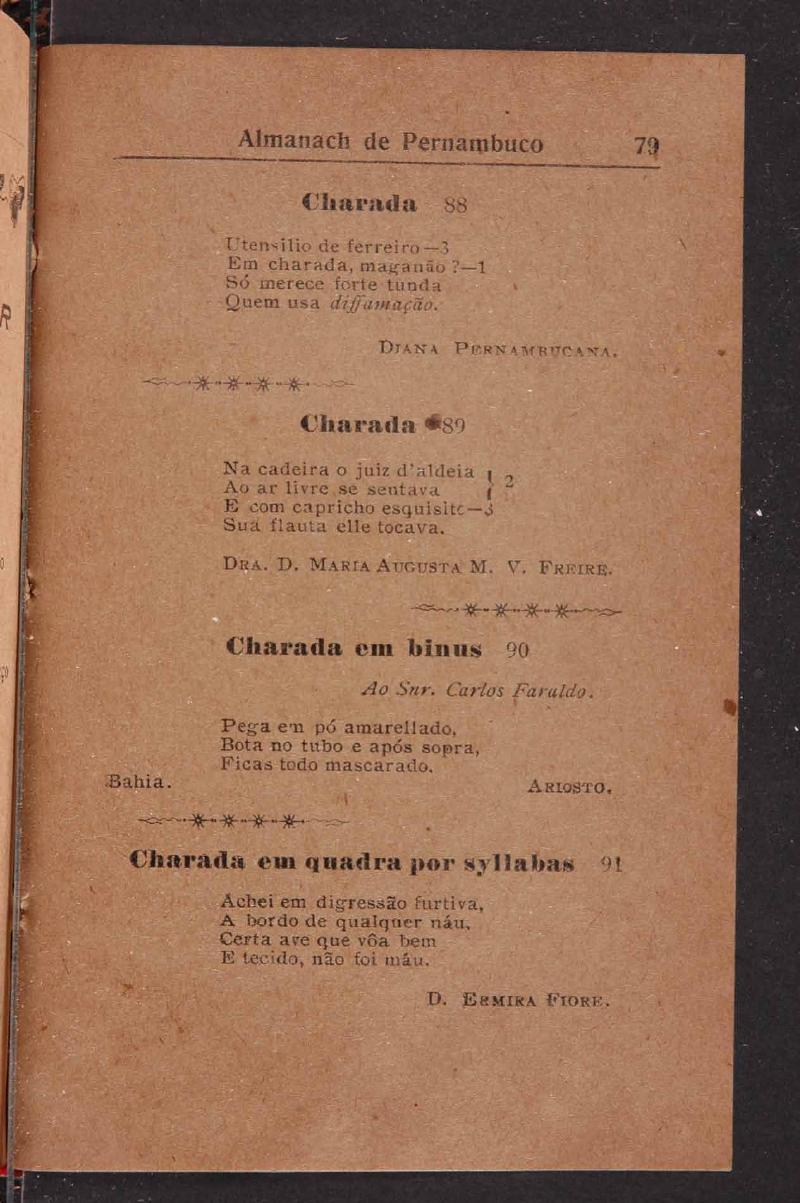 Almanach de Pernambuco 79
Charada 88
Utensilio de ferreiro—3
Em charada, maganão ?—1
Só merece forte tunda
Quem usa diffamação.
DIANA PERNAMBUCANA.
Charada 89
Na cadeira o juiz d'aldeia } 2
Ao ar livre se sentava
E com capricho esquisito—3
Sua flauta elle tocava.
DRA. D. MARIA AUGUSTA M. V. FREIRE.
Charada em binus 90
Ao Snr. Carlos Faraldo.
Pega em pó amarellado,
Bota no tubo e após sopra,
Ficas todo mascarado.
Bahia. ARIOSTO.
Charada em quadra por syllabas 91
Achei em digressão furtiva,
A bordo de qualquer náu,
Certa ave que vôa bem
E tecido, não foi máu.
D. ERMIRA FIORE.